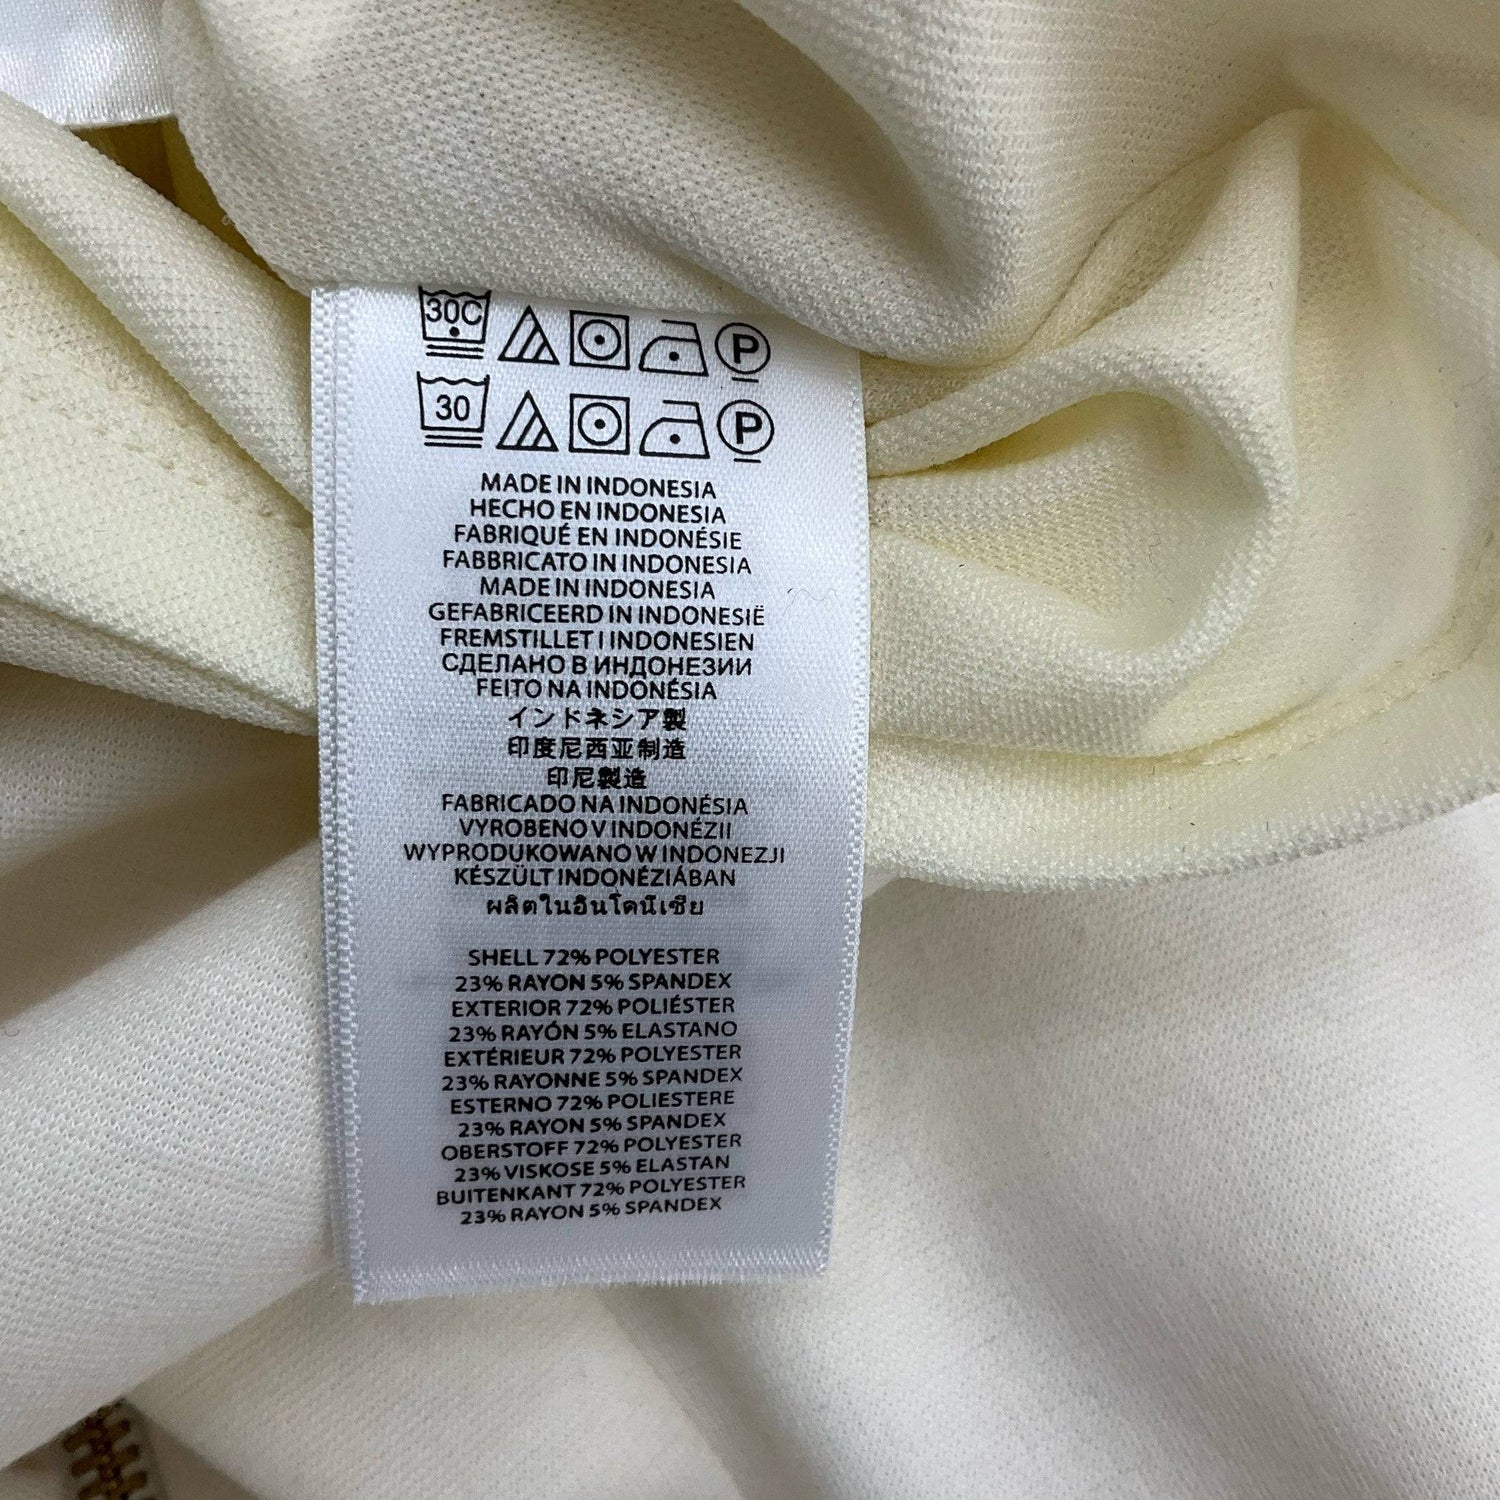 30C P
30 P
MADE IN INDONESIA
HECHO EN INDONESIA
FABRIQUÉ EN INDONÉSIE
FABBRICATO IN INDONESIA
MADE IN INDONESIA
GEFABRICEERD IN INDONESIË
FREMSTILLET I INDONESIEN
СДЕЛАНО В ИНДОНЕЗИИ
FEITO NA INDONÉSIA
インドネシア製
印度尼西亚制造
印尼製造
FABRICADO NA INDONÉSIA
VYROBENO V INDONÉZII
WYPRODUKOWANO W INDONEZJI
KÉSZÜLT INDONÉZIÁBAN
ผลิตในอินโดนีเซีย
SHELL 72% POLYESTER
23% RAYON 5% SPANDEX
EXTERIOR 72% POLIÉSTER
23% RAYÓN 5% ELASTANO
EXTÉRIEUR 72% POLYESTER
23% RAYONNE 5% SPANDEX
ESTERNO 72% POLIESTERE
23% RAYON 5% SPANDEX
OBERSTOFF 72% POLYESTER
23% VISKOSE 5% ELASTAN
BUITENKANT 72% POLYESTER
23% RAYON 5% SPANDEX